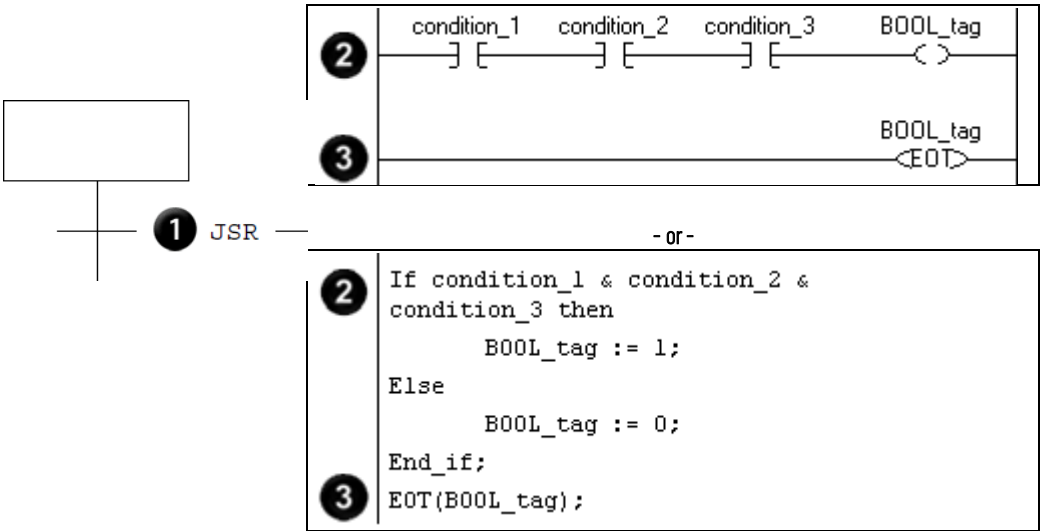 condition_1 condition_2 condition_3 BOOL_tag
2
BOOL_tag
3 EOT
1 JSR
- or -
2 If condition_1 & condition_2 &
condition_3 then
BOOL_tag := 1;
Else
BOOL_tag := 0;
End_if;
3 EOT(BOOL_tag);